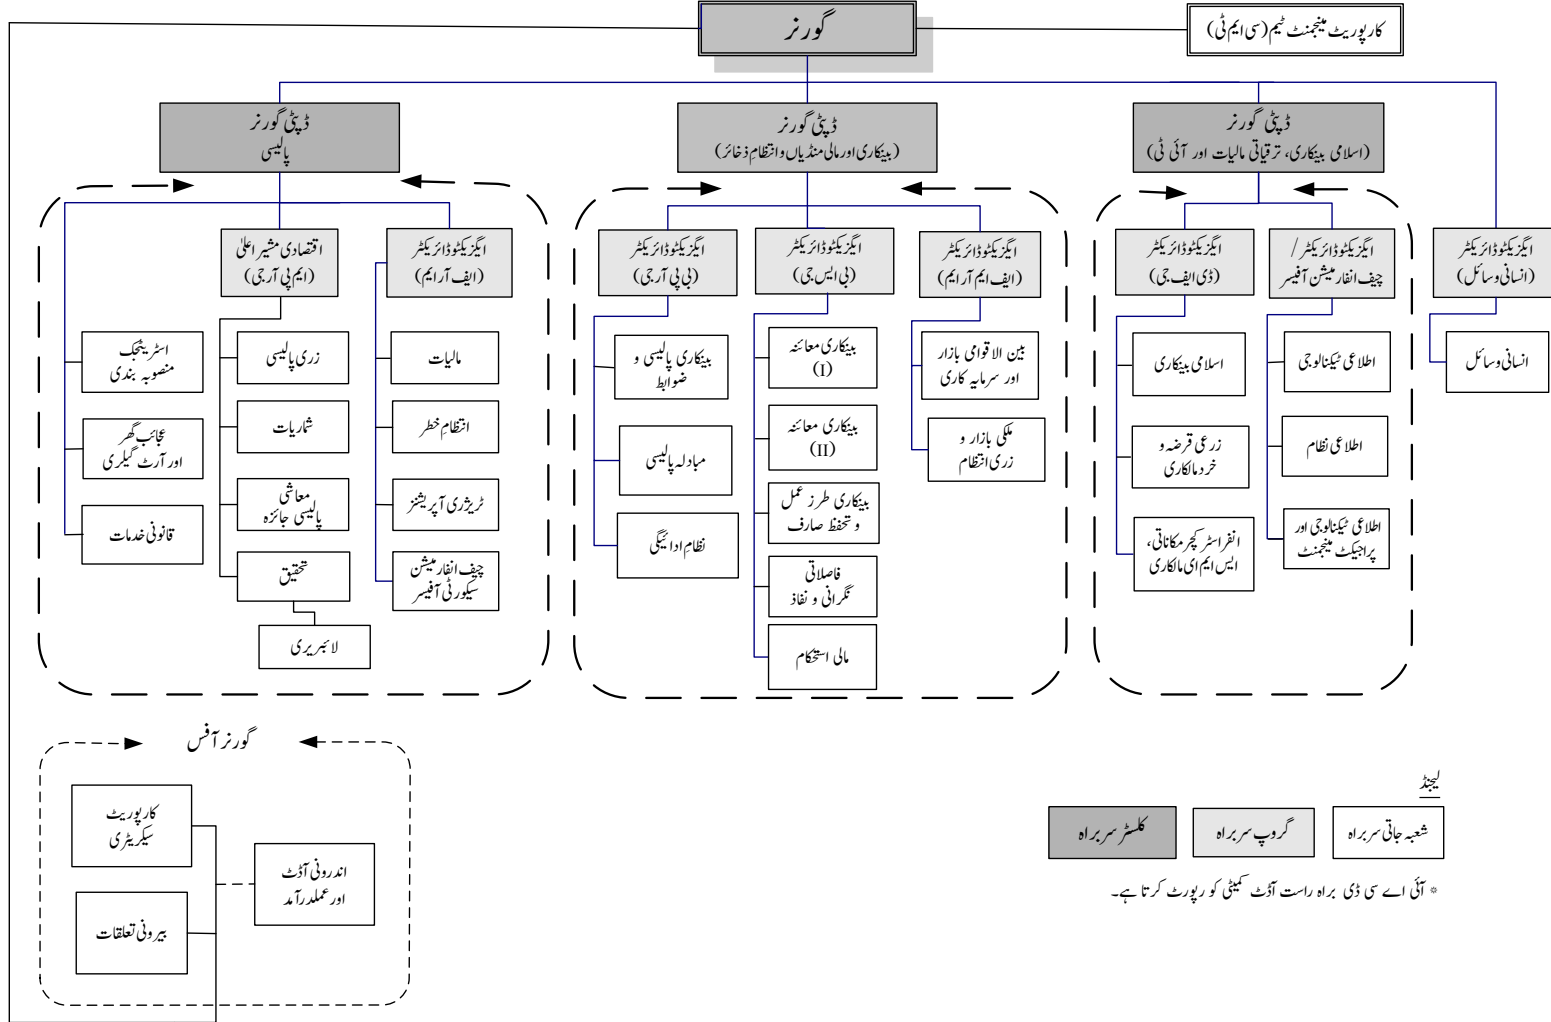 گورنر
کارپوریٹ مینجمنٹ ٹیم (سی ایم ٹی)
ڈپٹی گورنر
(اسلامی بینکاری، ترقیاتی مالیات اور آئی ٹی)
ڈپٹی گورنر
(بینکاری اور مالی منڈیاں و انتظامِ ذخائر)
ڈپٹی گورنر
پالیسی
ایگزیکٹو ڈائریکٹر
(انسانی وسائل)
انسانی وسائل
ایگزیکٹو ڈائریکٹر /
چیف انفارمیشن آفیسر
اطلاعی ٹیکنالوجی
اطلاعی نظام
اطلاعی ٹیکنالوجی اور
پراجیکٹ مینجمنٹ
ایگزیکٹو ڈائریکٹر
(ڈی ایف جی)
اسلامی بینکاری
زرعی قرضہ و
خرد مالکاری
انفراسٹرکچر مکاناتی،
ایس ایم ای مالکاری
ایگزیکٹو ڈائریکٹر
(ایف ایم آر ایم)
بین الاقوامی بازار
اور سرمایہ کاری
ملکی بازار و
زری انتظام
ایگزیکٹو ڈائریکٹر
(بی ایس جی)
بینکاری معائنہ
(I)
بینکاری معائنہ
(II)
بینکاری طرز عمل
و تحفظ صارف
فاصلاتی
نگرانی و نفاذ
مالی استحکام
ایگزیکٹو ڈائریکٹر
(بی پی آر جی)
بینکاری پالیسی و
ضوابط
مبادلہ پالیسی
نظامِ ادائیگی
ایگزیکٹو ڈائریکٹر
(ایف آر ایم)
مالیات
انتظامِ خطر
ٹریژری آپریشنز
چیف انفارمیشن
سیکورٹی آفیسر
اقتصادی مشیر اعلیٰ
(ایم پی آر جی)
زری پالیسی
شماریات
معاشی
پالیسی جائزہ
تحقیق
لائبریری
اسٹریٹجک
منصوبہ بندی
عجائب گھر
اور آرٹ گیلری
قانونی خدمات
گورنر آفس
کارپوریٹ
سیکریٹری
اندرونی آڈٹ
اور عملدرآمد
بیرونی تعلقات
لیجنڈ
شعبہ جاتی سربراہ
گروپ سربراہ
کلسٹر سربراہ
* آئی اے سی ڈی براہ راست آڈٹ کمیٹی کو رپورٹ کرتا ہے۔